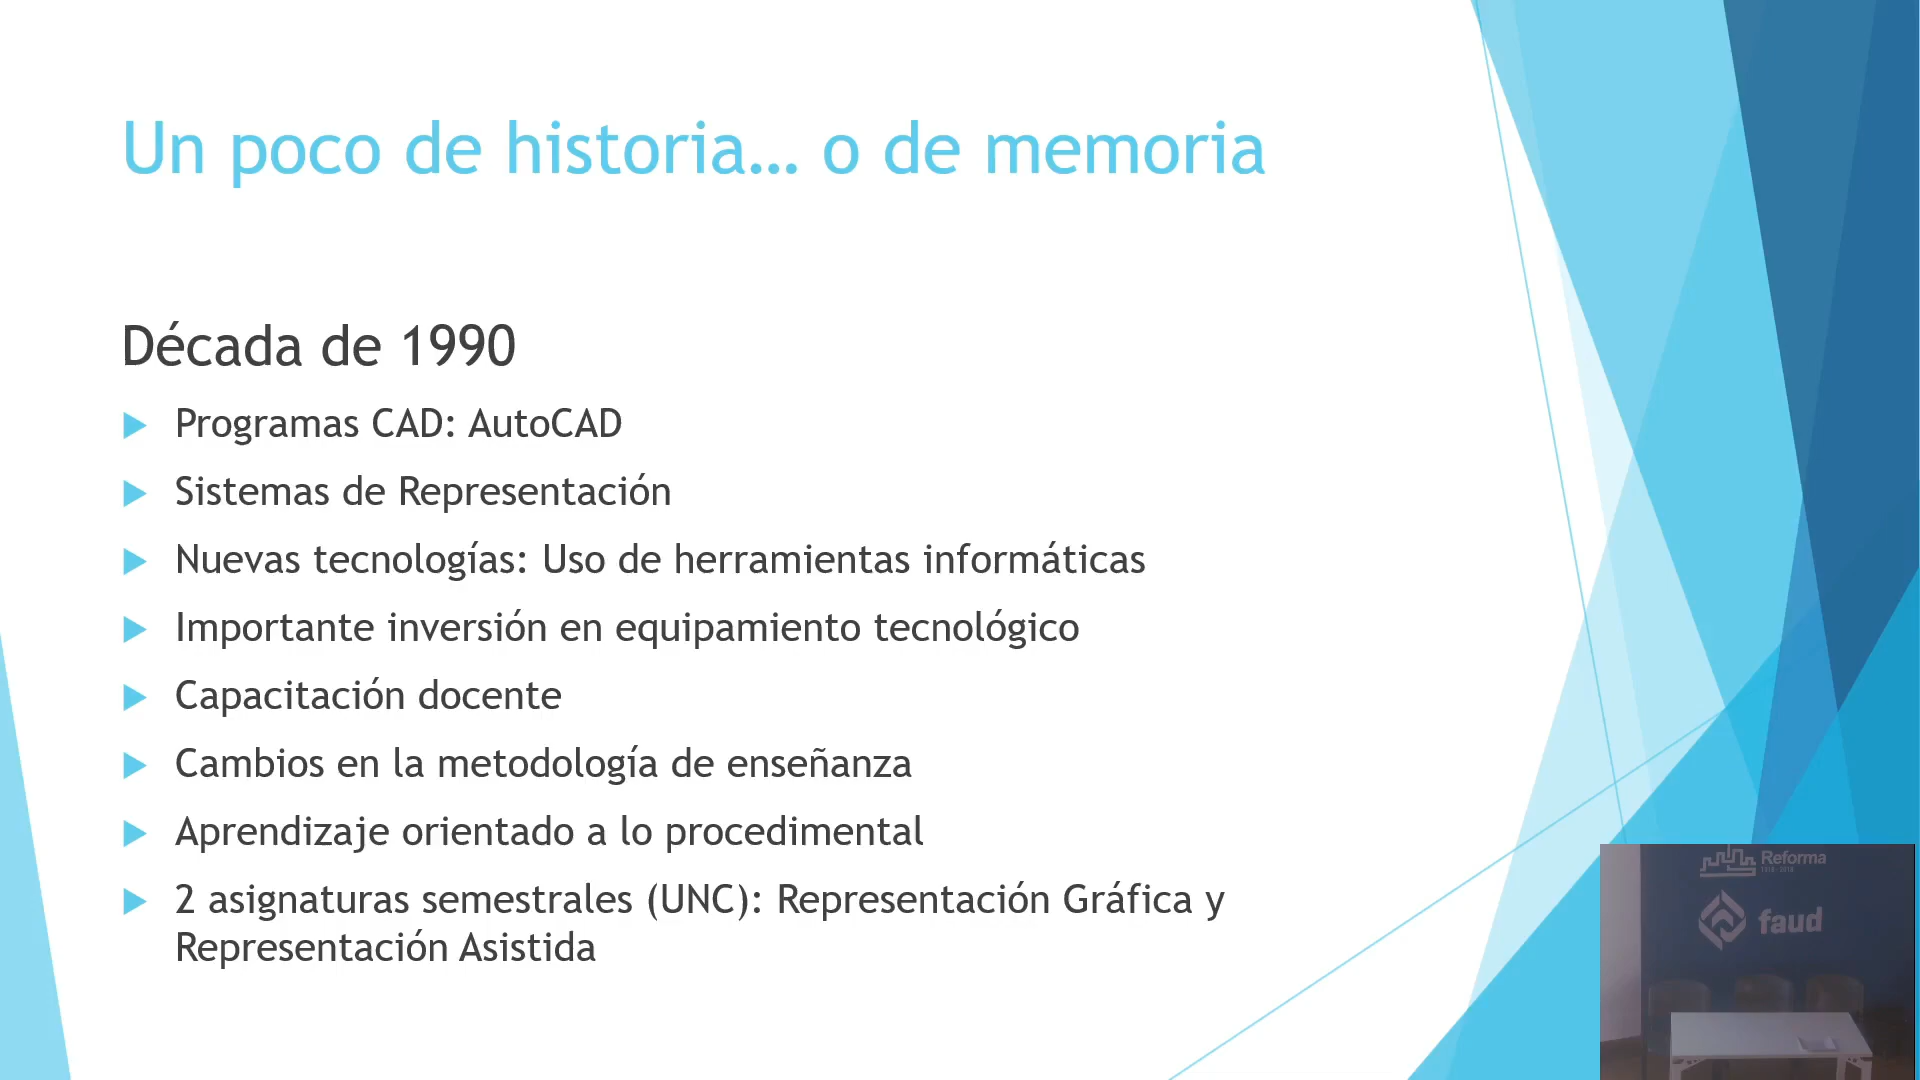 Un poco de historia... o de memoria
Década de 1990
Programas CAD: AutoCAD
Sistemas de Representación
Nuevas tecnologías: Uso de herramientas informáticas
Importante inversión en equipamiento tecnológico
Capacitación docente
Cambios en la metodología de enseñanza
Aprendizaje orientado a lo procedimental
2 asignaturas semestrales (UNC): Representación Gráfica y
Representación Asistida
Reforma
faud